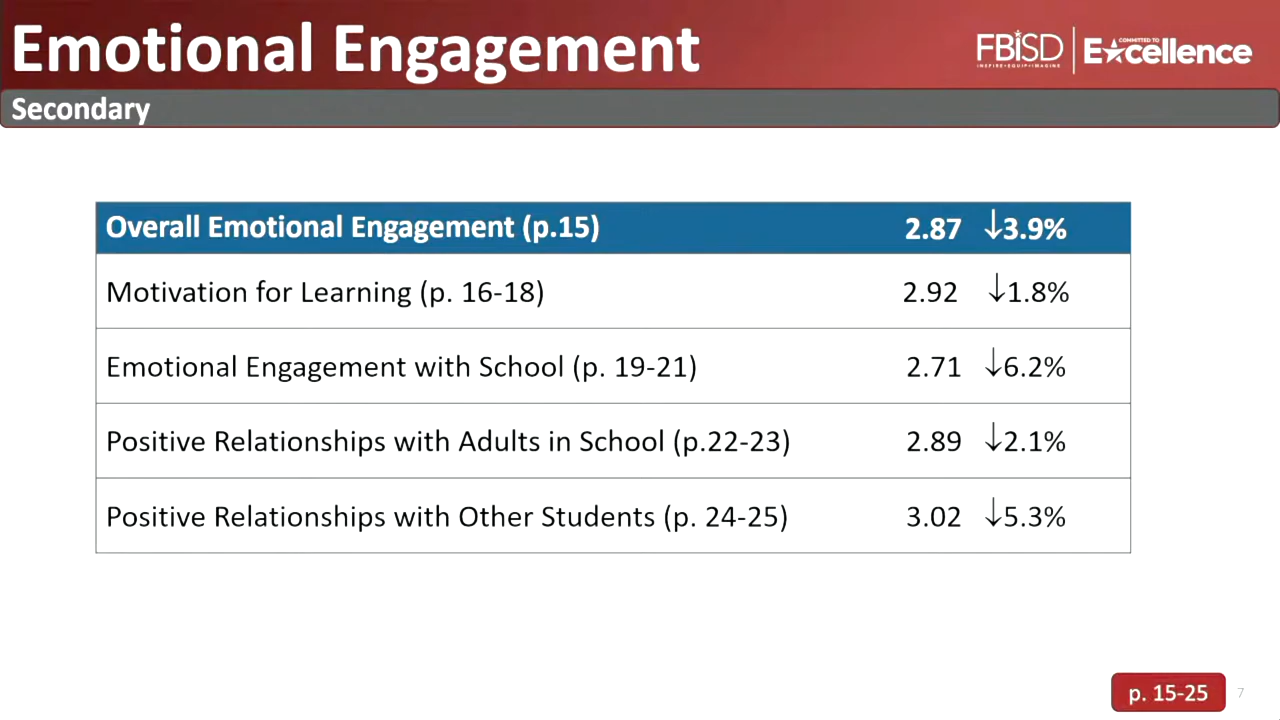 Emotional Engagement
FBISD
INSPIRE•EQUIP•IMAGINE
COMMITTED TO
E★cellence
Secondary
Overall Emotional Engagement (p.15) 2.87 ↓3.9%
Motivation for Learning (p. 16-18) 2.92 ↓1.8%
Emotional Engagement with School (p. 19-21) 2.71 ↓6.2%
Positive Relationships with Adults in School (p.22-23) 2.89 ↓2.1%
Positive Relationships with Other Students (p. 24-25) 3.02 ↓5.3%
p. 15-25
7